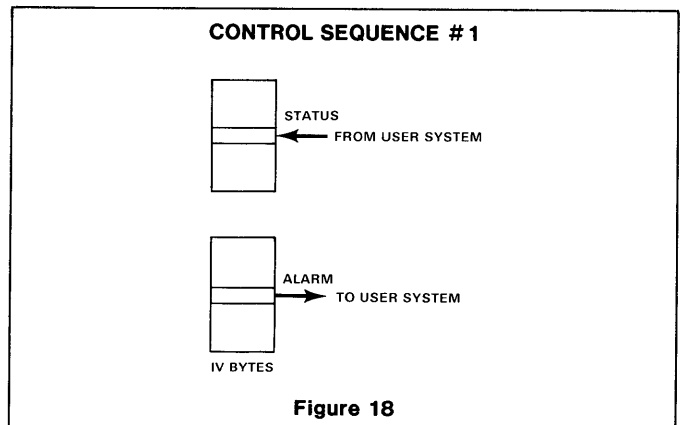 CONTROL SEQUENCE #1
STATUS
FROM USER SYSTEM
ALARM
TO USER SYSTEM
IV BYTES
Figure 18